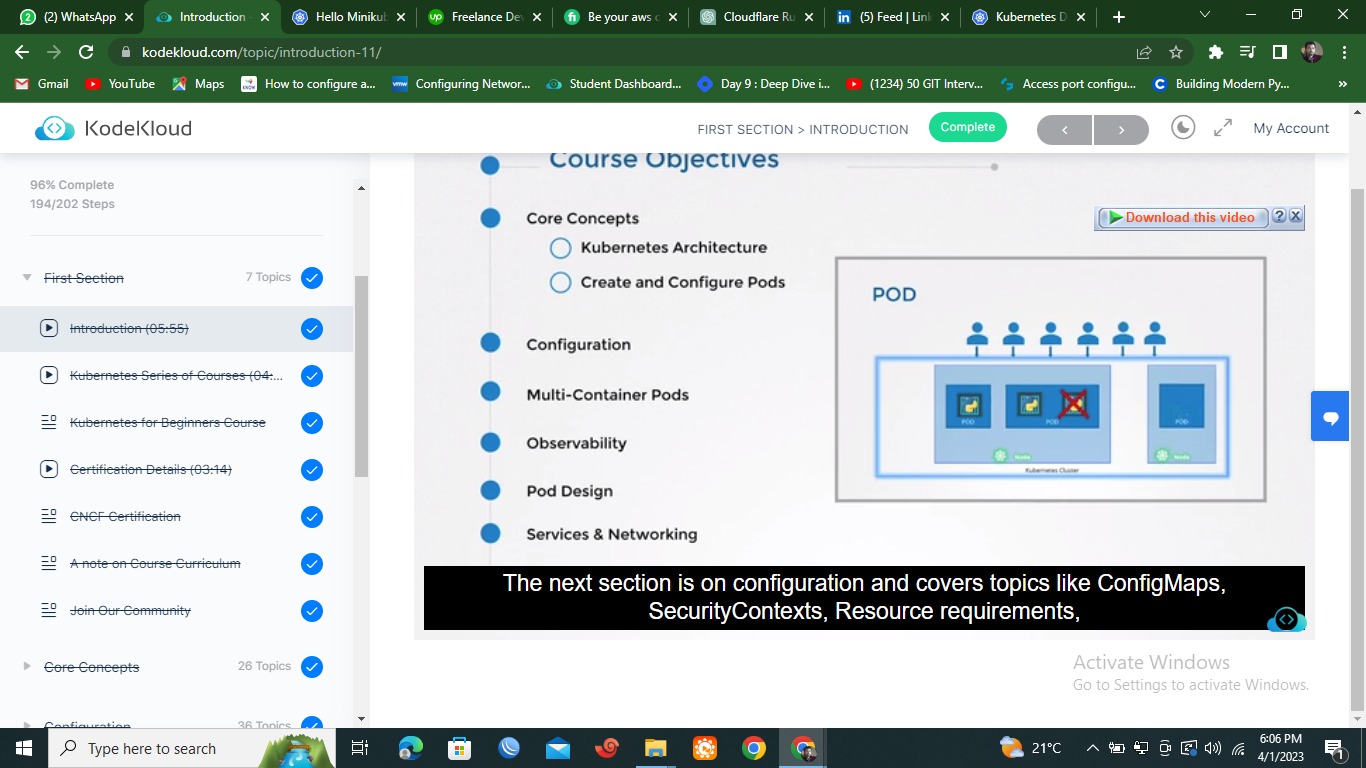 (2) WhatsApp
Introduction
Hello Minikub
Freelance Dev
Be your aws c
Cloudflare Ru
(5) Feed | Link
Kubernetes D
kodekloud.com/topic/introduction-11/
Gmail
YouTube
Maps
How to configure a...
Configuring Networ...
Student Dashboard...
Day 9 : Deep Dive i...
(1234) 50 GIT Interv...
Access port configu...
Building Modern Py...
»
KodeKloud
FIRST SECTION > INTRODUCTION
Complete
<
>
My Account
96% Complete
194/202 Steps
First Section
7 Topics
Introduction (05:55)
Kubernetes Series of Courses (04:...
Kubernetes for Beginners Course
Certification Details (03:14)
CNCF Certification
A note on Course Curriculum
Join Our Community
Core Concepts
26 Topics
Configuration
36 Topics
Course Objectives
Core Concepts
Kubernetes Architecture
Create and Configure Pods
Configuration
Multi-Container Pods
Observability
Pod Design
Services & Networking
Download this video
?
X
POD
POD
POD
POD
Node
Node
Kubernetes Cluster
The next section is on configuration and covers topics like ConfigMaps,
SecurityContexts, Resource requirements,
Activate Windows
Go to Settings to activate Windows.
Type here to search
21°C
6:06 PM
4/1/2023
1